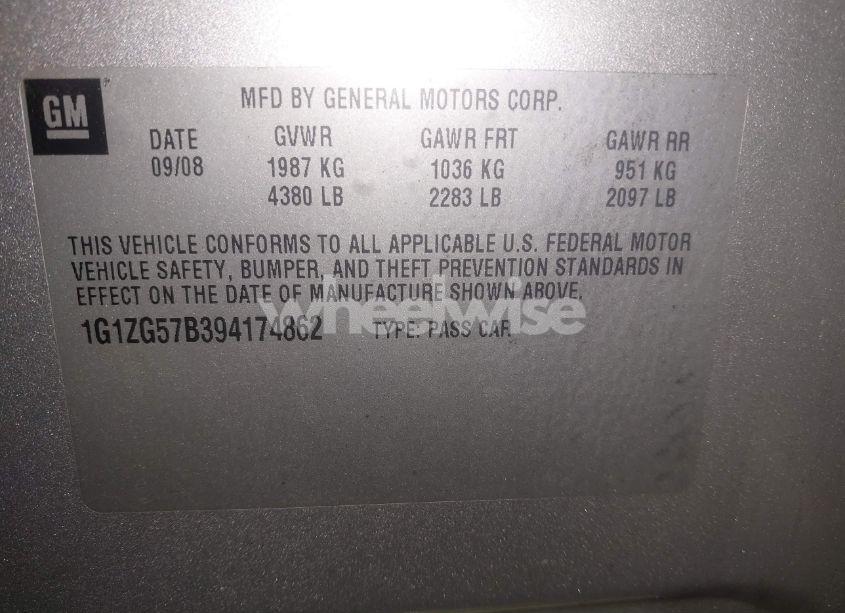 GM
MFD BY GENERAL MOTORS CORP.
DATE GVWR GAWR FRT GAWR RR
09/08 1987 KG 1036 KG 951 KG
4380 LB 2283 LB 2097 LB
THIS VEHICLE CONFORMS TO ALL APPLICABLE U.S. FEDERAL MOTOR
VEHICLE SAFETY, BUMPER, AND THEFT PREVENTION STANDARDS IN
EFFECT ON THE DATE OF MANUFACTURE SHOWN ABOVE.
wheelwise
1G1ZG57B394174862 TYPE: PASS CAR